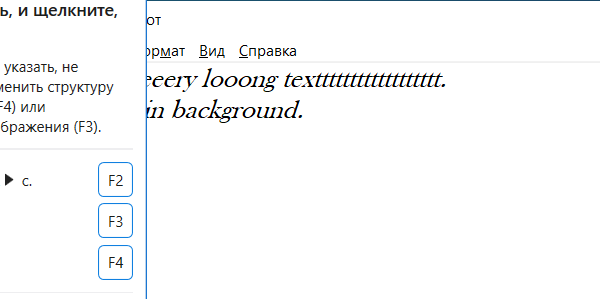 ь, и щелкните,
указать, не
менить структуру
F4) или
бражения (F3).
с.
F2
F3
F4
от
ормат Вид Справка
eeery looong textttttttttttttttttttt.
in background.